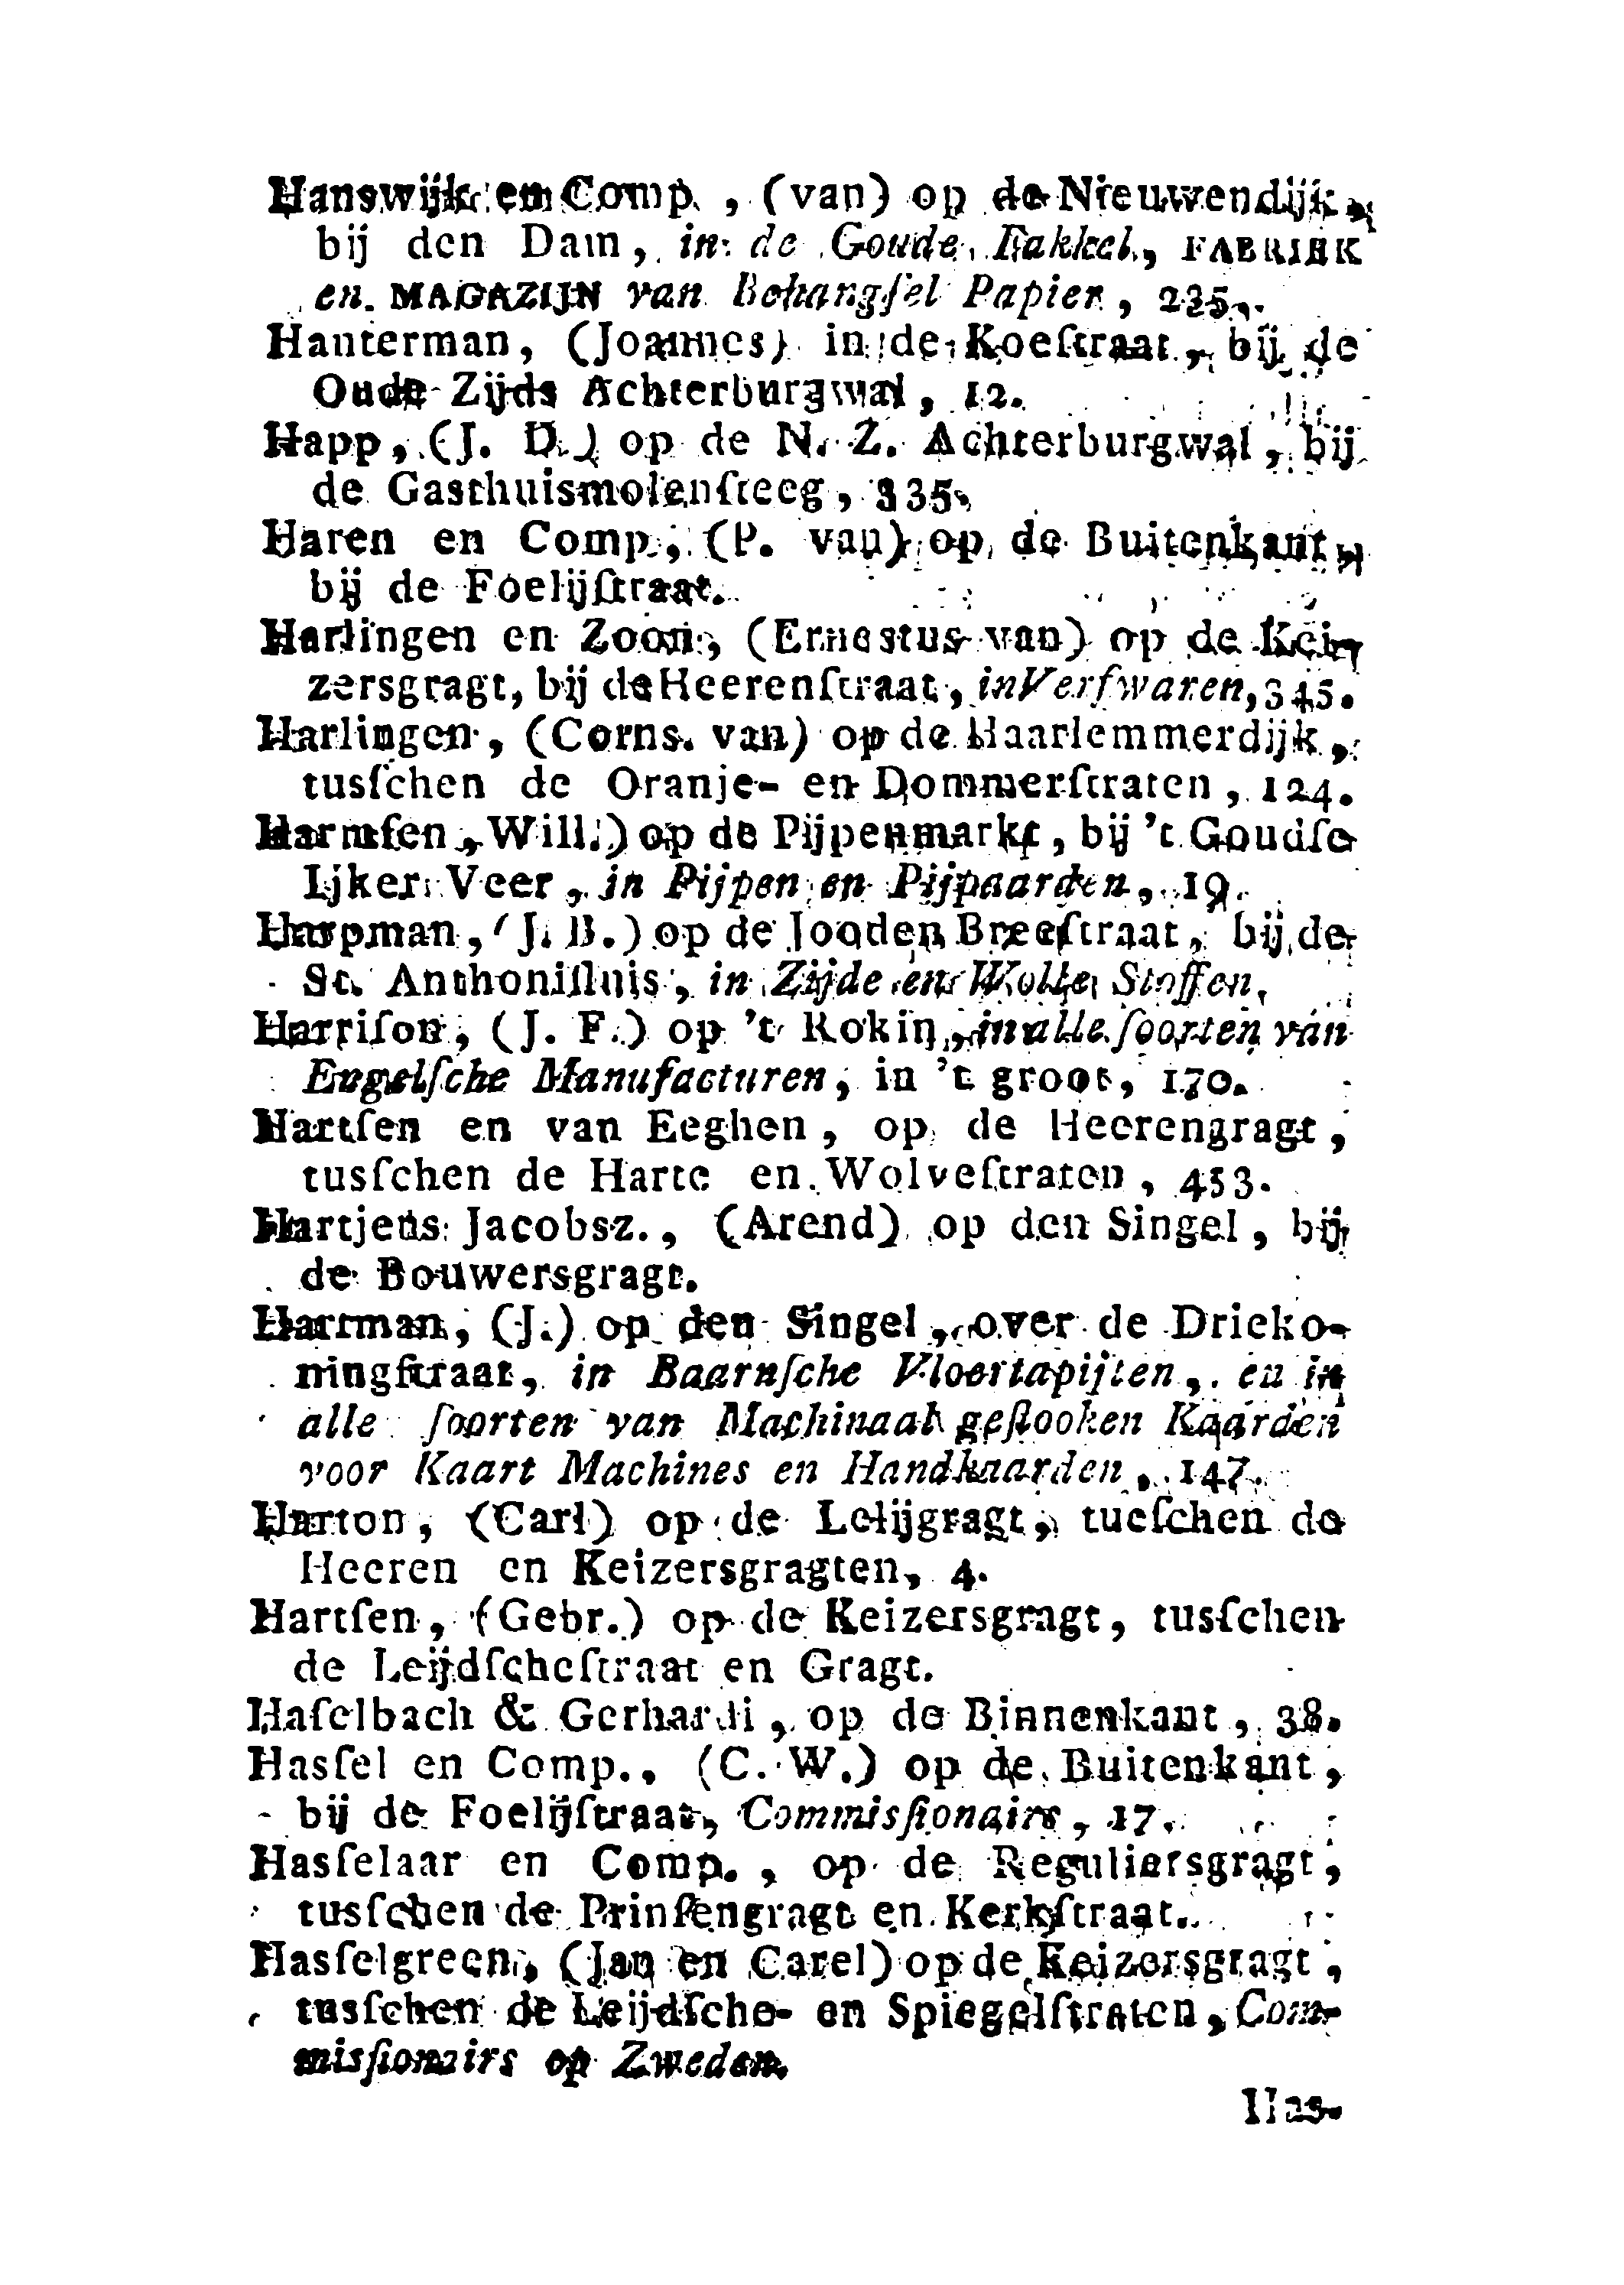 Hanswijk en Comp., (van) op de Nieuwendijk,
bij den Dam, in de Goude Fakkel, FABRIEK
en MAGAZIJN van Behangſel Papier, 235.
Hanterman, (Joannes) in de Koeſtraat, bij de
Oude Zijds Achterburgwal, 12.
Happ, (J. D.) op de N. Z. Achterburgwal, bij
de Gasthuismolenſteeg, 335.
Haren en Comp., (P. van) op de Buitenkant,
bij de Foelijſtraat.
Harlingen en Zoon, (Ernestus van) op de Kei-
zersgragt, bij de Heerenſtraat, in Verfwaren, 345.
Harlingen, (Corns. van) op de Haarlemmerdijk,
tusſchen de Oranje- en Dommerſtraten, 124.
Harmſen, Will.) op de Pijpenmarkt, bij 't Goudſe
IJker Veer, in Pijpen en Pijpaarden, 19.
Harpman, (J. B.) op de Jooden Breeſtraat, bij de
St. Anthoniſluis, in Zijde en Wolle Stoffen.
Harriſon, (J. F.) op 't Rokin, in alle ſoorten van
Engelſche Manufacturen, in 't groot, 170.
Hartſen en van Eeghen, op de Heerengragt,
tusſchen de Harte en Wolveſtraten, 453.
Hartjens Jacobsz., (Arend) op den Singel, bij
de Bouwersgragt.
Hartman, (J.) op den Singel, over de Drieko-
ningſtraat, in Baarnſche Vloertapijten, en in
alle ſoorten van Machinaal geſtooken Kaarden
voor Kaart Machines en Handkaarden, 147.
Harton, (Carl) op de Lelijgragt, tueſchen de
Heeren en Keizersgragten, 4.
Hartſen, (Gebr.) op de Keizersgragt, tusſchen
de Leijdſcheſtraat en Gragt.
Haſelbach & Gerhardi, op de Binnenkant, 38.
Hasſel en Comp., (C. W.) op de Buitenkant,
bij de Foelijſtraat, Commisſionairs, 17.
Hasſelaar en Comp., op de Reguliersgragt,
tusſchen de Prinſengragt en Kerkſtraat.
Hasſelgreen, (Jan en Carel) op de Keizersgragt,
tusſchen de Leijdſche- en Spiegelſtraten, Com-
misſionairs op Zweden.
Has-